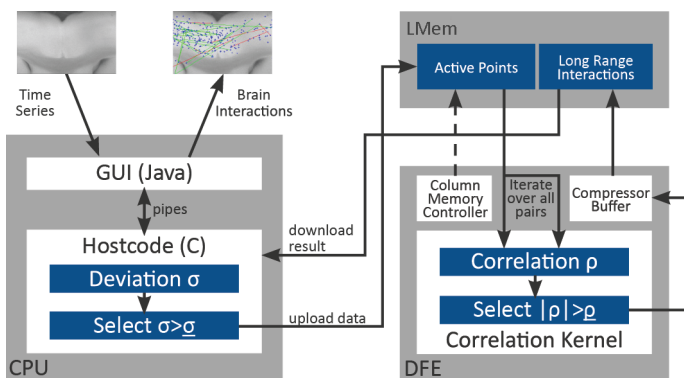 Time
Series
Brain
Interactions
GUI (Java)
pipes
Hostcode (C)
Deviation σ
Select σ>σ̲
CPU
download
result
upload data
LMem
Active Points
Long Range
Interactions
Column
Memory
Controller
Iterate
over all
pairs
Compressor
Buffer
Correlation ρ
Select |ρ|>ρ̲
Correlation Kernel
DFE